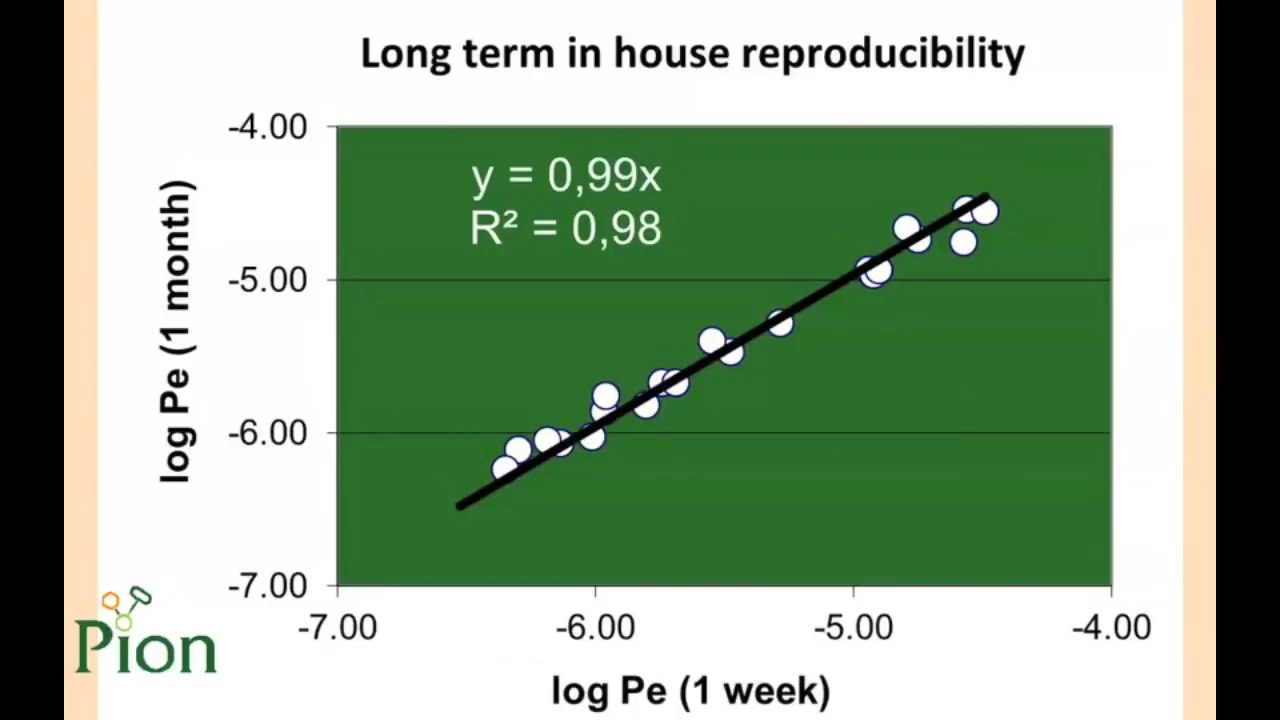 Long term in house reproducibility
-4.00
y = 0,99x
R² = 0,98
log Pe (1 month)
-5.00
-6.00
-7.00
-7.00 -6.00 -5.00 -4.00
log Pe (1 week)
Pion